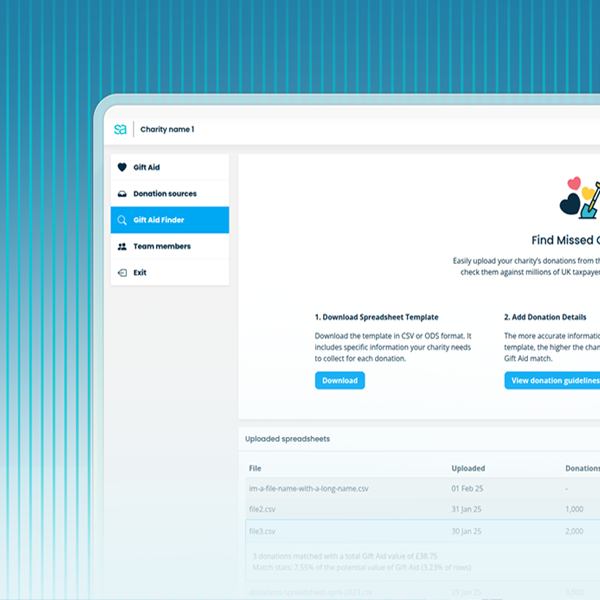 sa
Charity name 1
Gift Aid
Donation sources
Gift Aid Finder
Team members
Exit
Find Missed
Easily upload your charity's donations from
check them against millions of UK
1. Download Spreadsheet Template
Download the template in CSV or ODS format. It
includes specific information your charity needs
to collect for each donation.
Download
2. Add Donation Details
The more accurate
template, the higher the
Gift Aid match.
View donation guidelines
Uploaded spreadsheets
File Uploaded Donations
im-a-file-name-with-a-long-name.csv 01 Feb 25 -
file2.csv 31 Jan 25 1,000
file3.csv 30 Jan 25 2,000
3 donations matched with a total Gift Aid value of £38.75
Match stats: 7.55% of the potential value of Gift Aid (3.23% of rows)